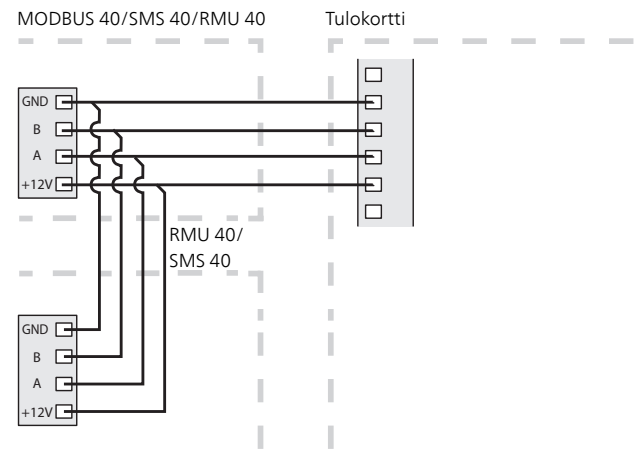 MODBUS 40/SMS 40/RMU 40
Tulokortti
GND
B
A
+12V
RMU 40/
SMS 40
GND
B
A
+12V